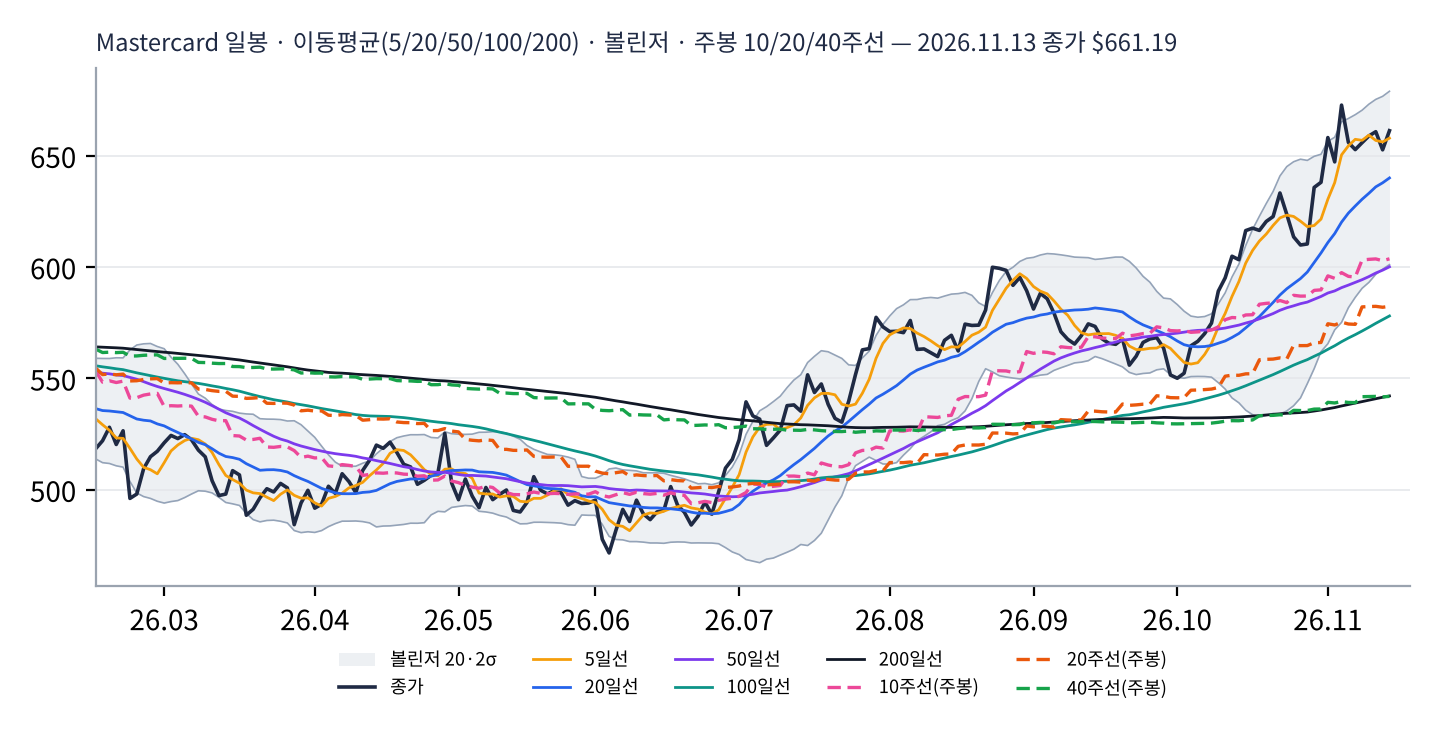 Mastercard 일봉 · 이동평균(5/20/50/100/200) · 볼린저 · 주봉 10/20/40주선 — 2026.11.13 종가 $661.19
650
600
550
500
26.03 26.04 26.05 26.06 26.07 26.08 26.09 26.10 26.11
볼린저 20·2σ 5일선 50일선 200일선 20주선(주봉)
종가 20일선 100일선 10주선(주봉) 40주선(주봉)